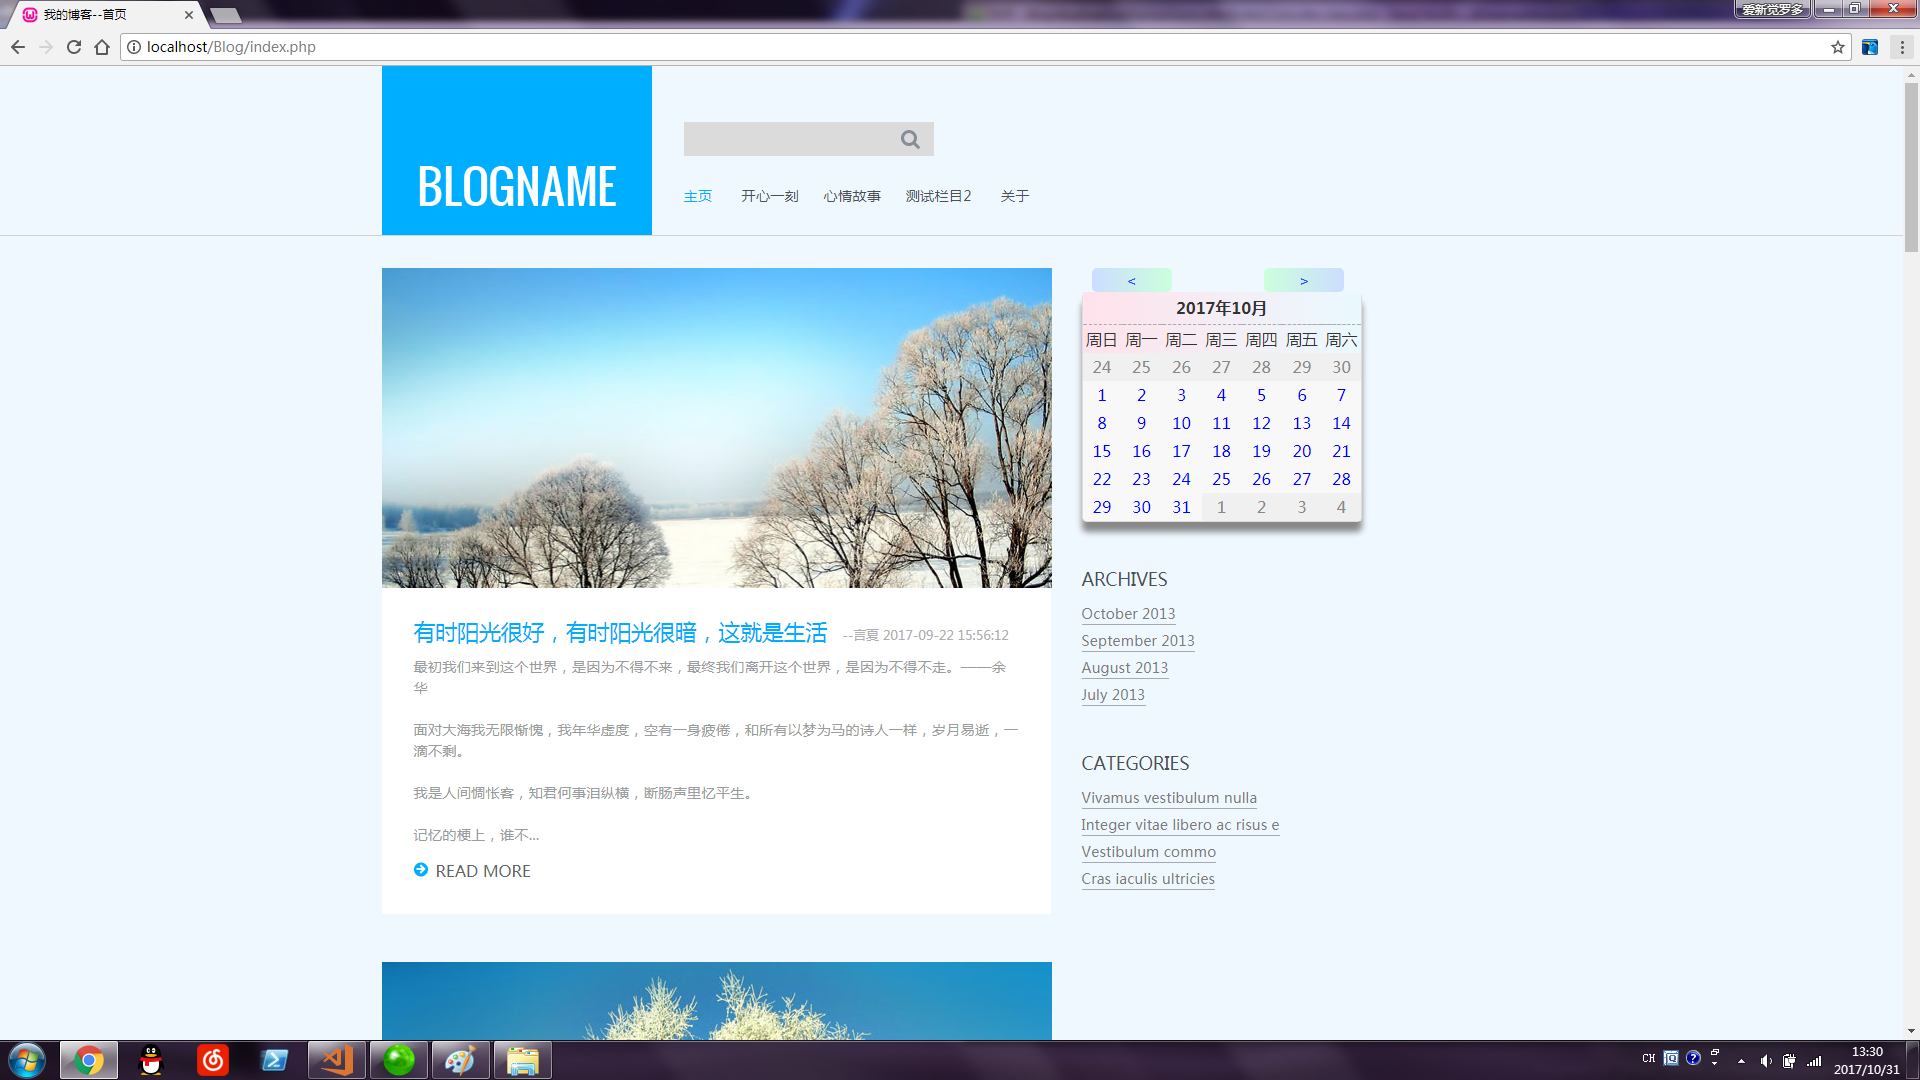 我的博客--首页
爱新觉罗多
localhost/Blog/index.php
BLOGNAME
主页 开心一刻 心情故事 测试栏目2 关于
< >
2017年10月
周日 周一 周二 周三 周四 周五 周六
24 25 26 27 28 29 30
1 2 3 4 5 6 7
8 9 10 11 12 13 14
15 16 17 18 19 20 21
22 23 24 25 26 27 28
29 30 31 1 2 3 4
有时阳光很好，有时阳光很暗，这就是生活 --言夏 2017-09-22 15:56:12
最初我们来到这个世界，是因为不得不来，最终我们离开这个世界，是因为不得不走。——余
华
面对大海我无限惭愧，我年华虚度，空有一身疲倦，和所有以梦为马的诗人一样，岁月易逝，一
滴不剩。
我是人间惆怅客，知君何事泪纵横，断肠声里忆平生。
记忆的梗上，谁不...
READ MORE
ARCHIVES
October 2013
September 2013
August 2013
July 2013
CATEGORIES
Vivamus vestibulum nulla
Integer vitae libero ac risus e
Vestibulum commo
Cras iaculis ultricies
CH
13:30
2017/10/31